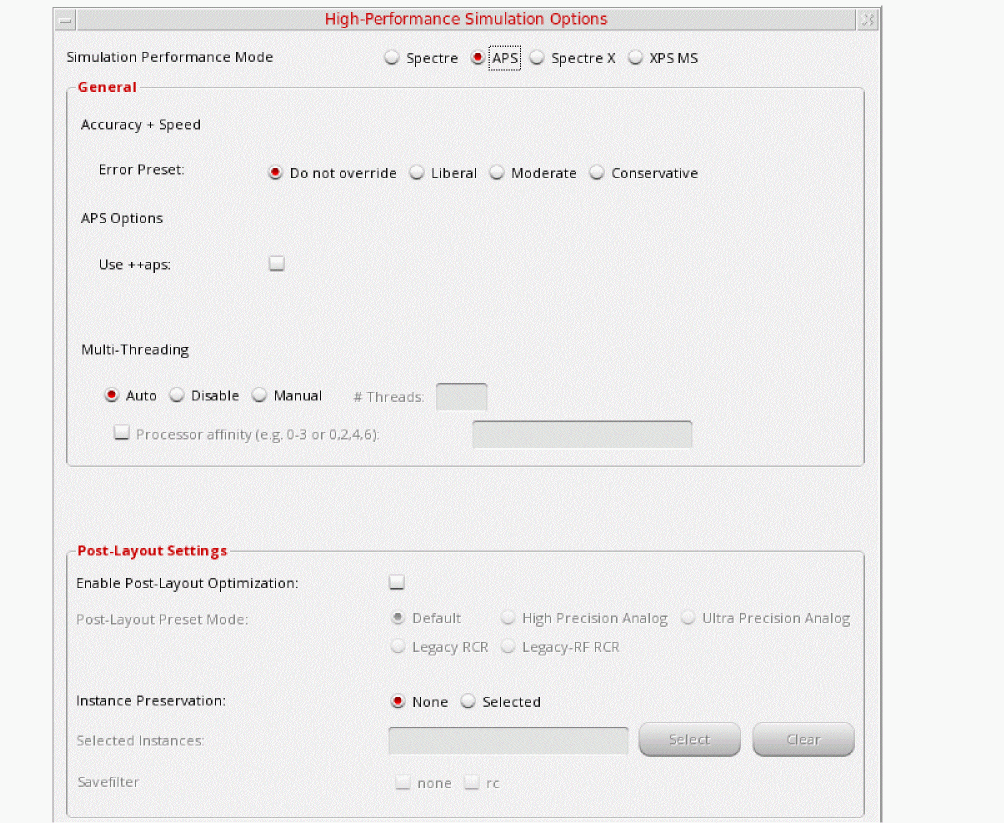 High-Performance Simulation Options
Simulation Performance Mode Spectre APS Spectre X XPS MS
General
Accuracy + Speed
Error Preset: Do not override Liberal Moderate Conservative
APS Options
Use ++aps:
Multi-Threading
Auto Disable Manual # Threads:
Processor affinity (e.g. 0-3 or 0,2,4,6):
Post-Layout Settings
Enable Post-Layout Optimization:
Post-Layout Preset Mode: Default High Precision Analog Ultra Precision Analog
Legacy RCR Legacy-RF RCR
Instance Preservation: None Selected
Selected Instances: Select Clear
Savefilter none rc